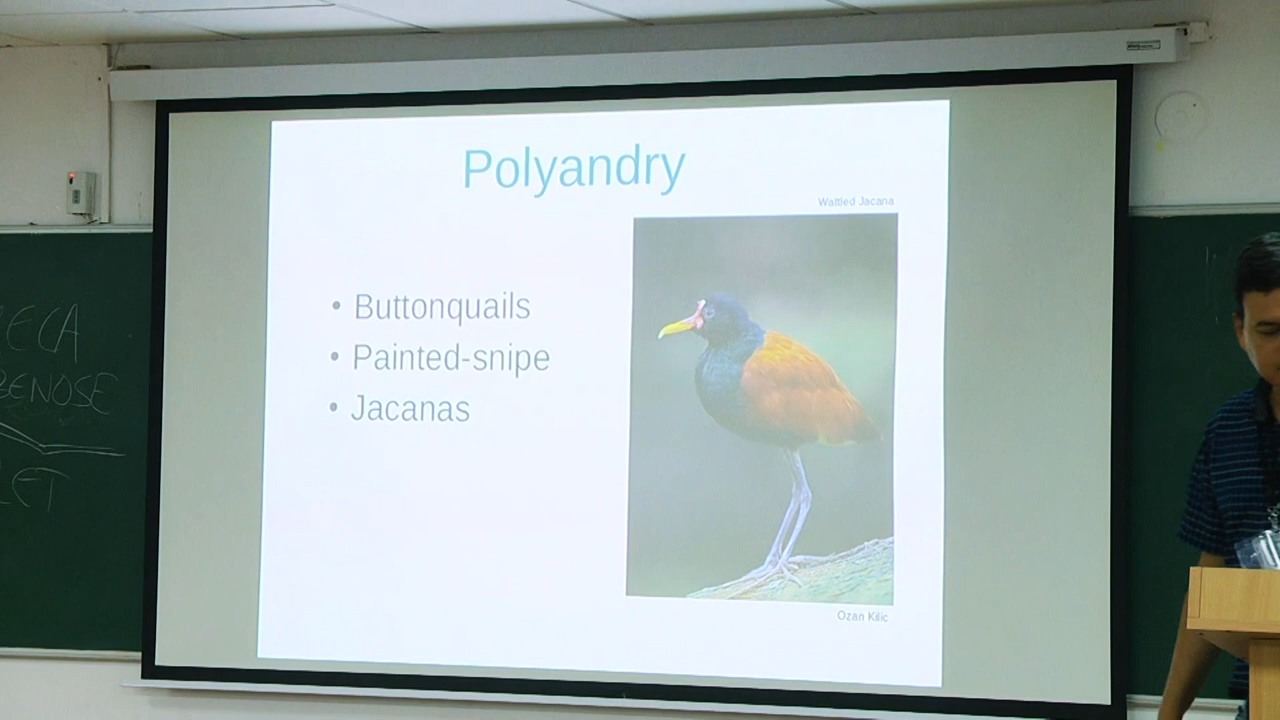 Polyandry
Wattled Jacana
• Buttonquails
• Painted-snipe
• Jacanas
Ozan Kilic